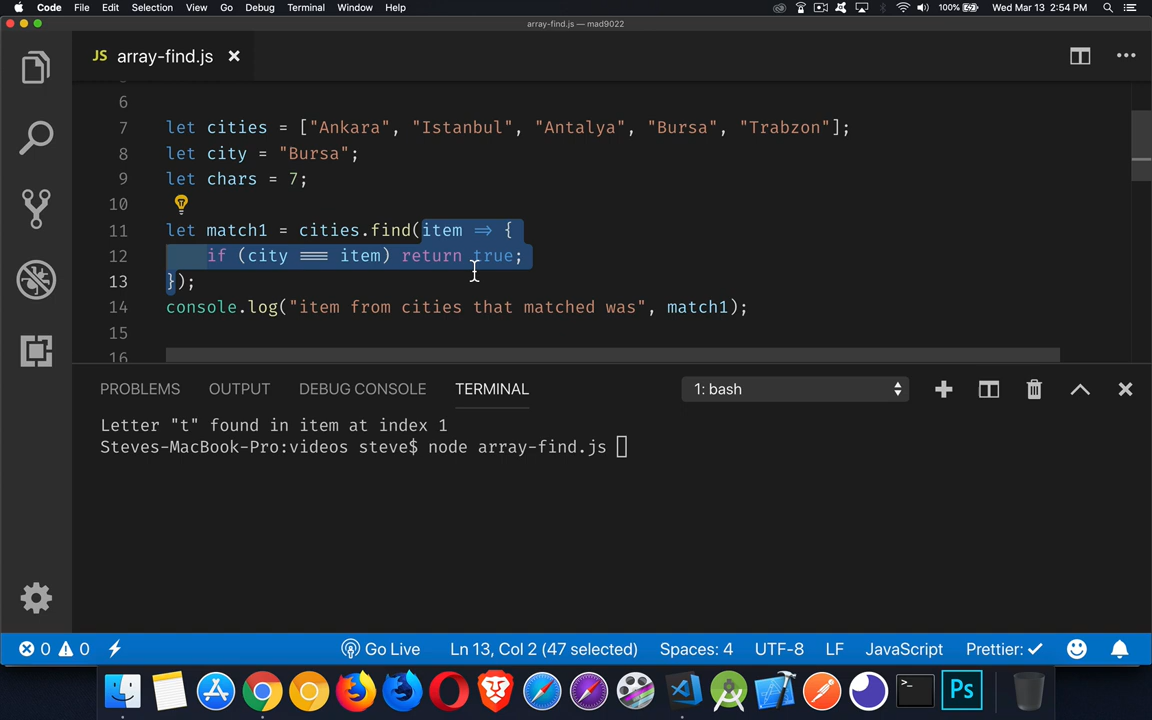 Code File Edit Selection View Go Debug Terminal Window Help 100% Wed Mar 13 2:54 PM
array-find.js — mad9022
JS array-find.js
6
7 let cities = ["Ankara", "Istanbul", "Antalya", "Bursa", "Trabzon"];
8 let city = "Bursa";
9 let chars = 7;
10
11 let match1 = cities.find(item => {
12 if (city === item) return true;
13 });
14 console.log("item from cities that matched was", match1);
15
16
PROBLEMS OUTPUT DEBUG CONSOLE TERMINAL 1: bash
Letter "t" found in item at index 1
Steves-MacBook-Pro:videos steve$ node array-find.js
0 0 Go Live Ln 13, Col 2 (47 selected) Spaces: 4 UTF-8 LF JavaScript Prettier: ✓
>_ Ps